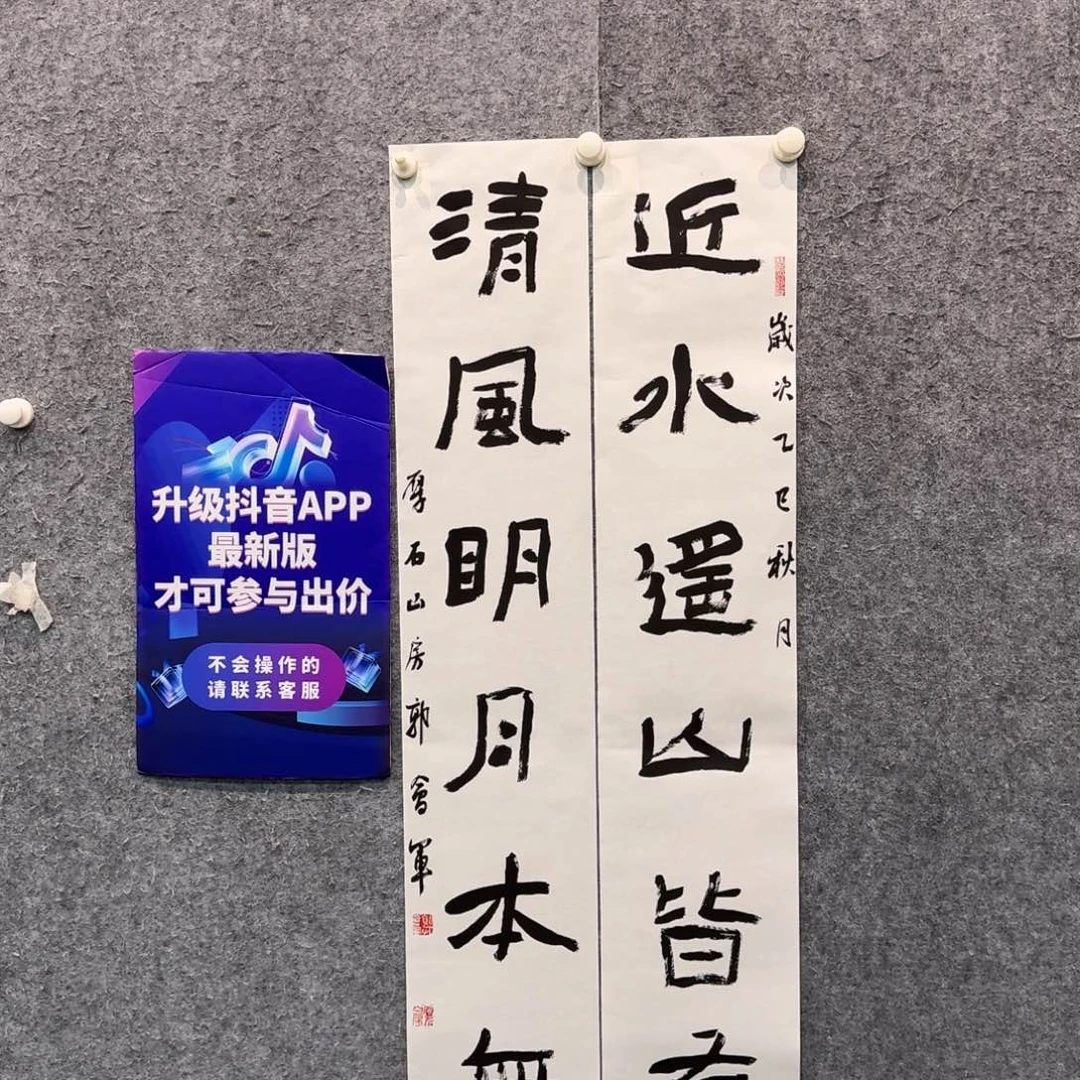 歲次乙巳秋月
近水遙山皆有
清風明月本無
厚石山房郭會軍
升级抖音APP
最新版
才可参与出价
不会操作的
请联系客服